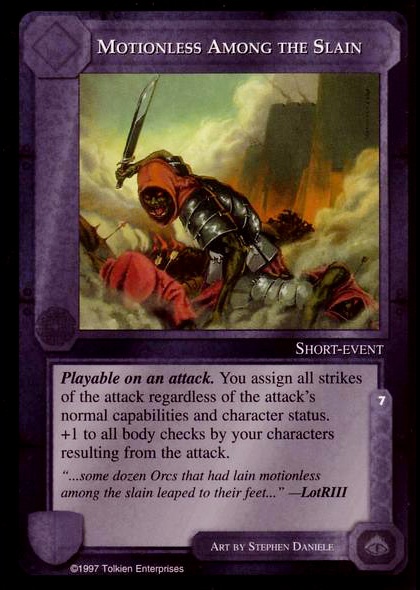 Motionless Among the Slain
Short-event
Playable on an attack. You assign all strikes
of the attack regardless of the attack's
normal capabilities and character status.
+1 to all body checks by your characters
resulting from the attack.
7
"...some dozen Orcs that had lain motionless
among the slain leaped to their feet..." —LotRIII
Art by Stephen Daniele
©1997 Tolkien Enterprises